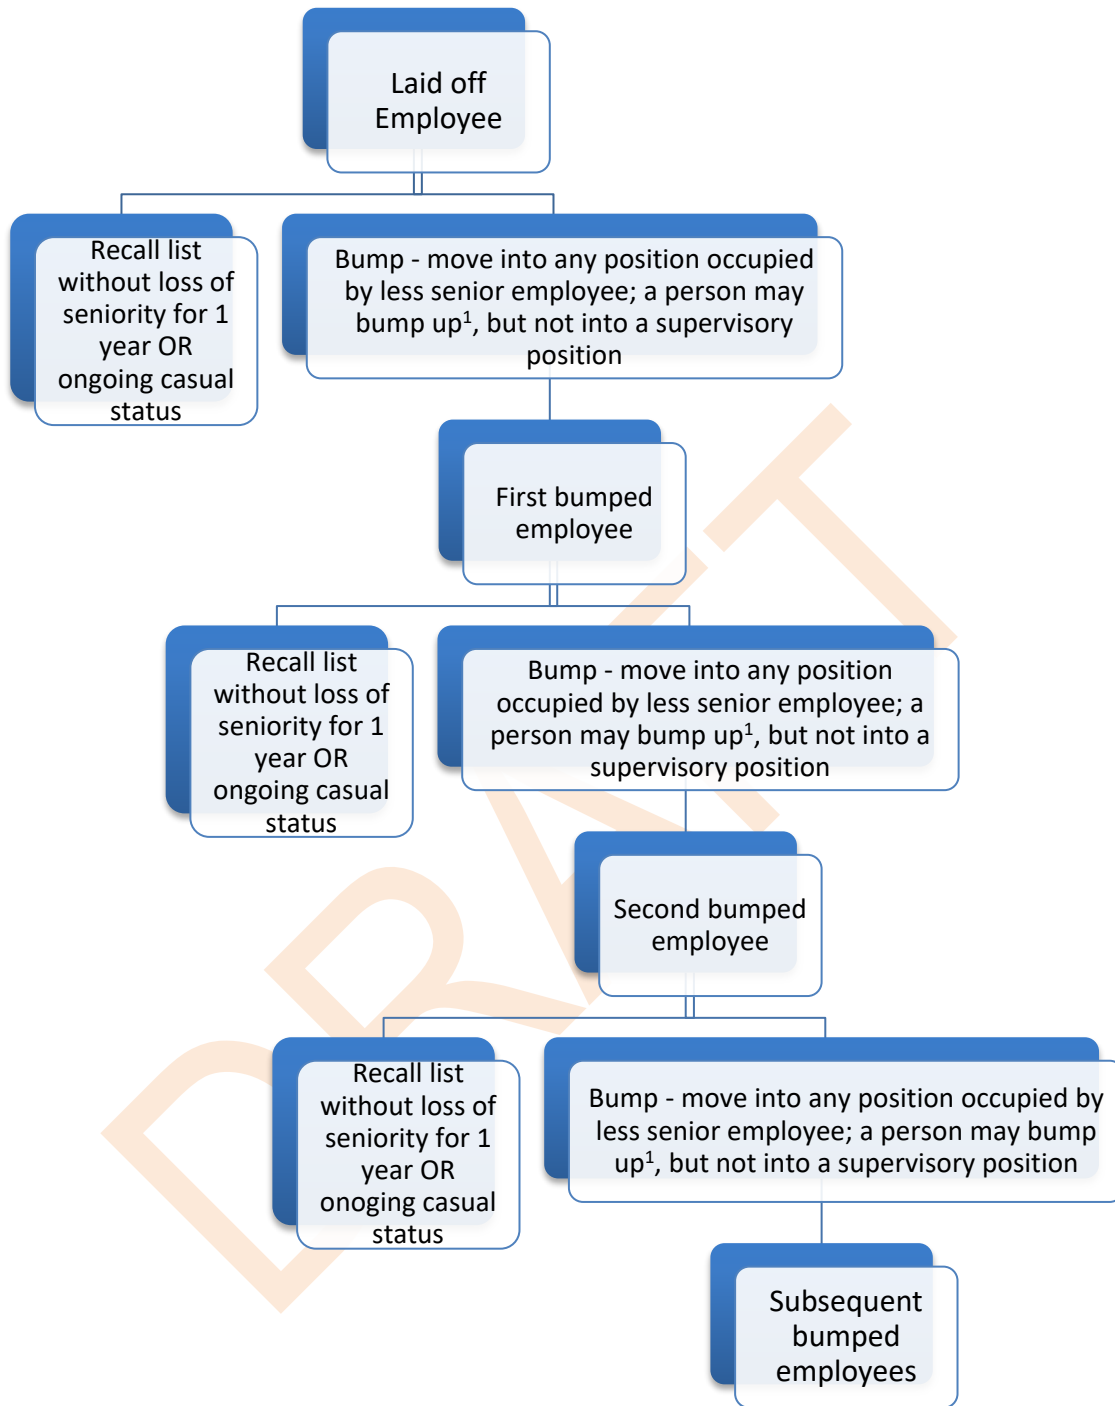 Laid off
Employee
Recall list
without loss of
seniority for 1
year OR
ongoing casual
status
Bump - move into any position occupied
by less senior employee; a person may
bump up¹, but not into a supervisory
position
First bumped
employee
Recall list
without loss of
seniority for 1
year OR
ongoing casual
status
Bump - move into any position
occupied by less senior employee; a
person may bump up¹, but not into a
supervisory position
Second bumped
employee
Recall list
without loss of
seniority for 1
year OR
onoging casual
status
Bump - move into any position occupied by
less senior employee; a person may bump
up¹, but not into a supervisory position
Subsequent
bumped
employees
DRAFT